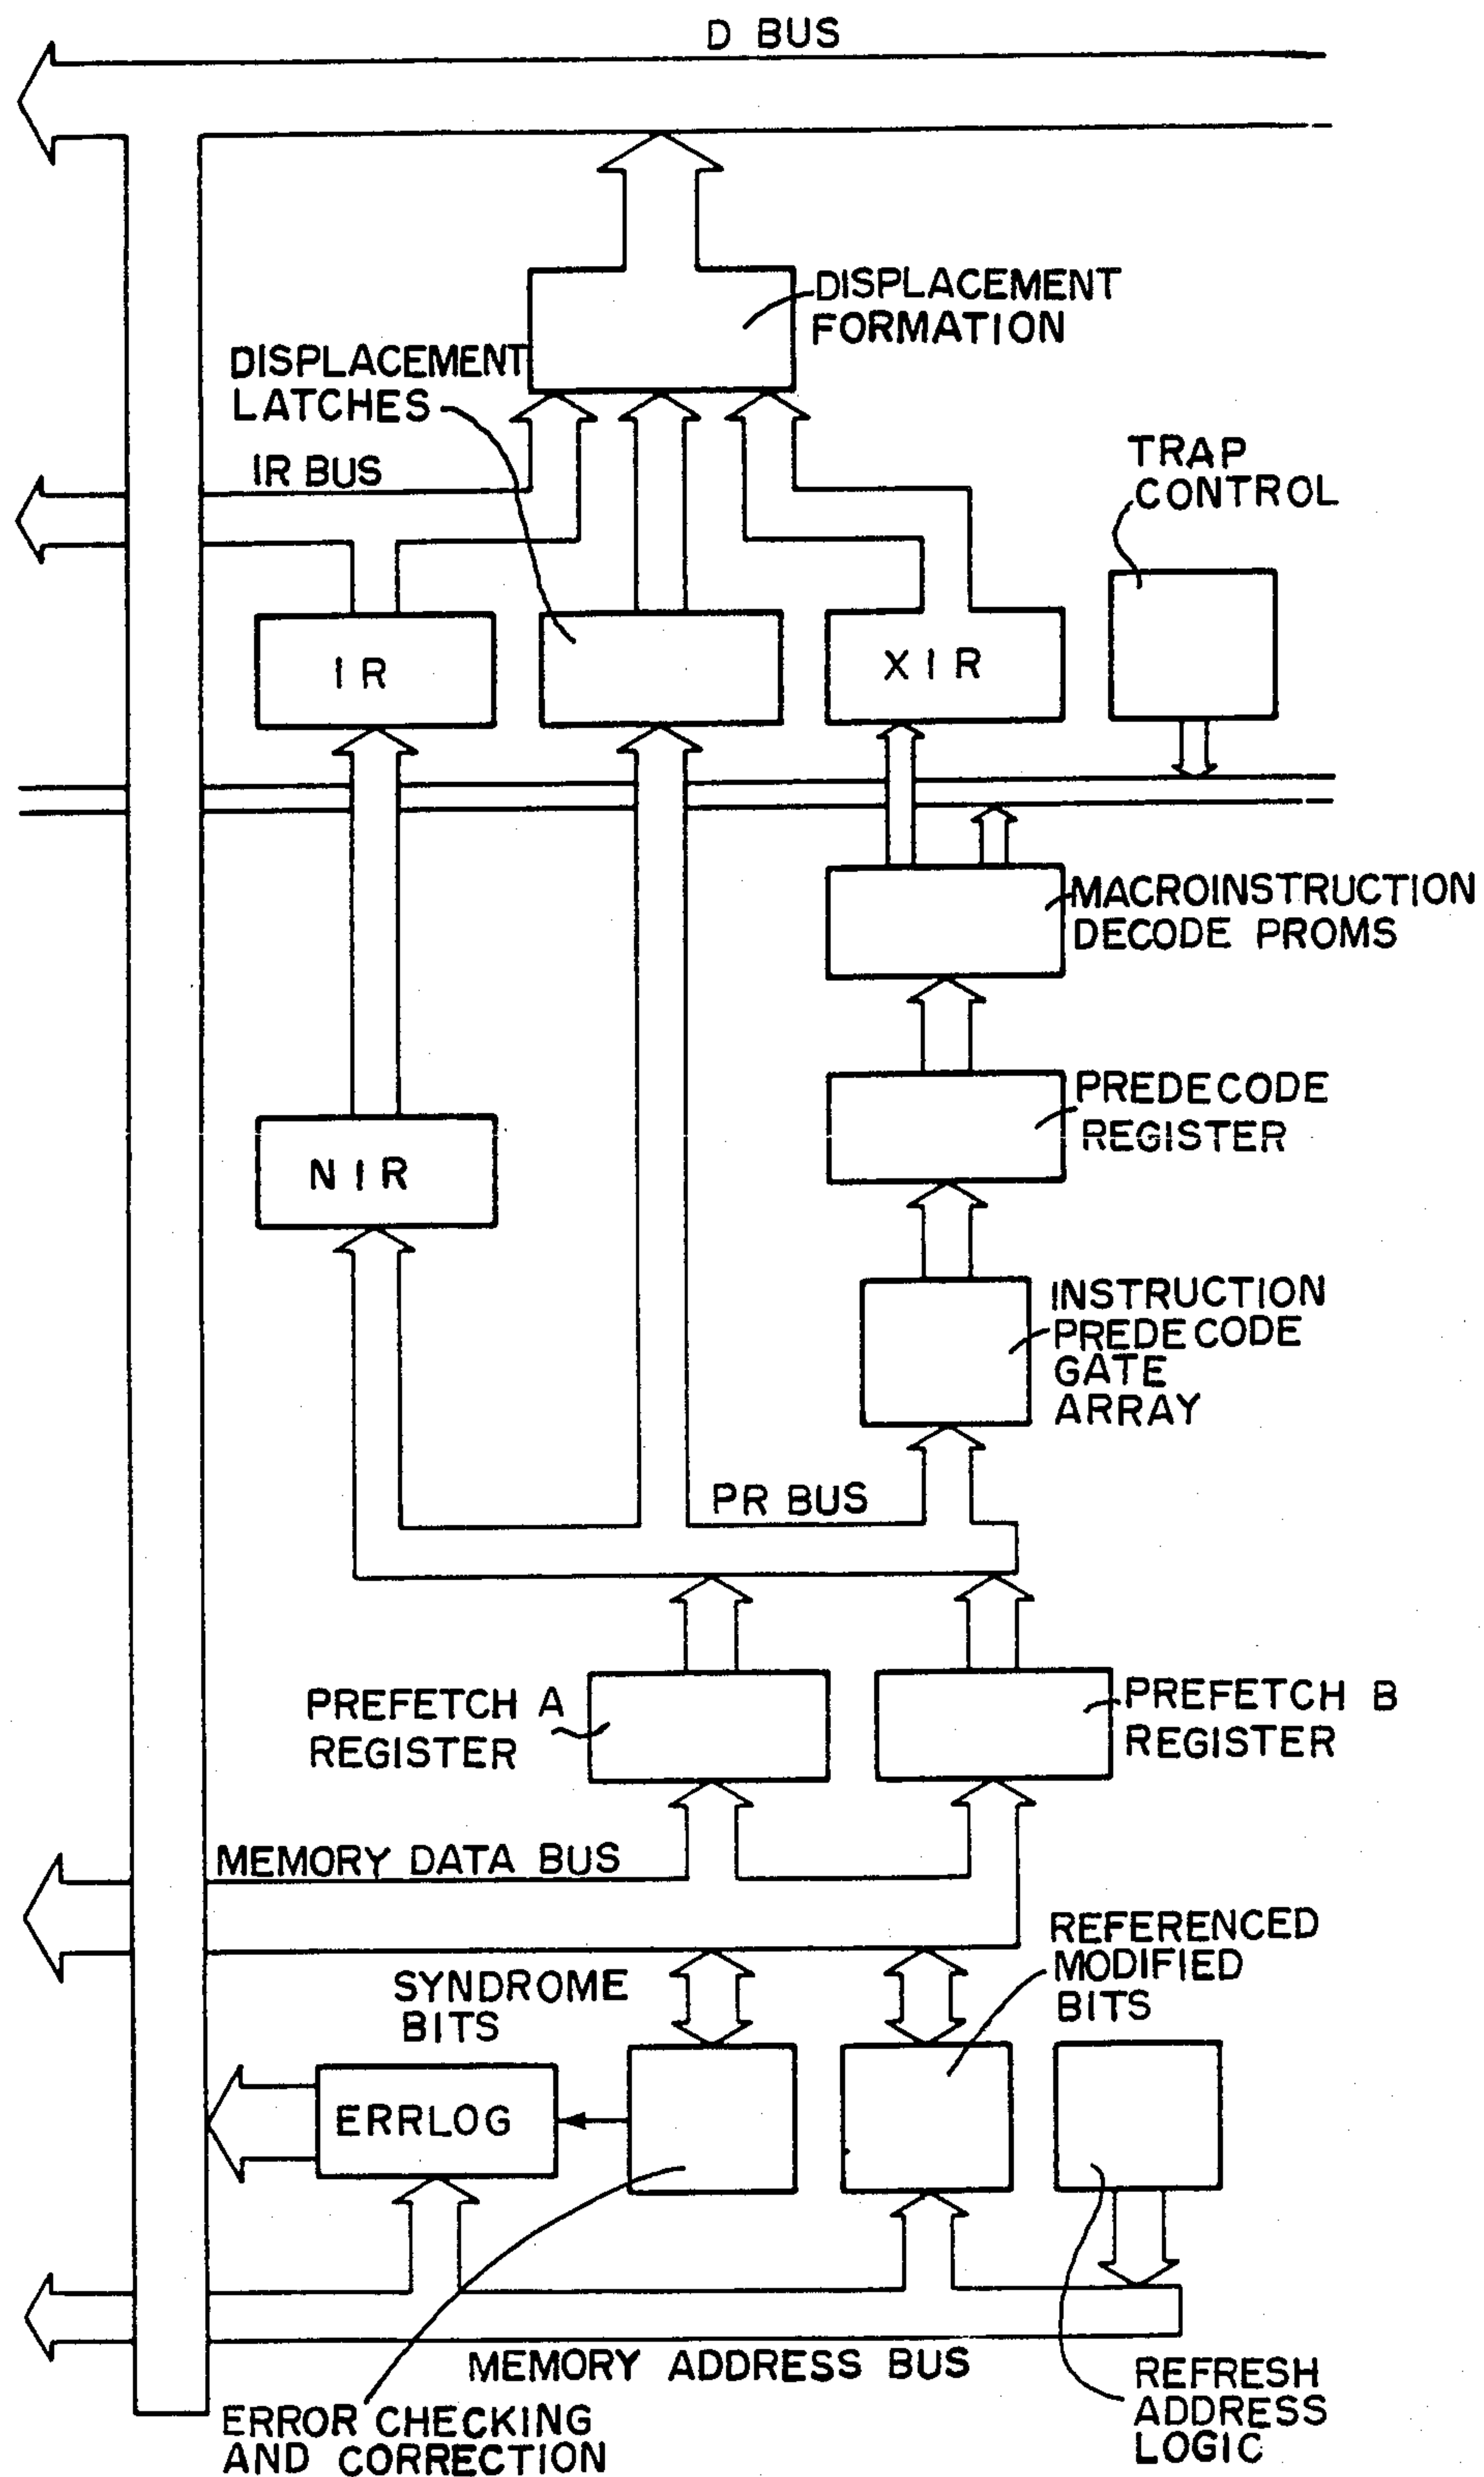 D BUS
DISPLACEMENT
FORMATION
DISPLACEMENT
LATCHES
IR BUS
TRAP
CONTROL
IR
XIR
MACROINSTRUCTION
DECODE PROMS
PREDECODE
REGISTER
NIR
INSTRUCTION
PREDECODE
GATE
ARRAY
PR BUS
PREFETCH A
REGISTER
PREFETCH B
REGISTER
MEMORY DATA BUS
REFERENCED
MODIFIED
BITS
SYNDROME
BITS
ERRLOG
MEMORY ADDRESS BUS
REFRESH
ADDRESS
LOGIC
ERROR CHECKING
AND CORRECTION